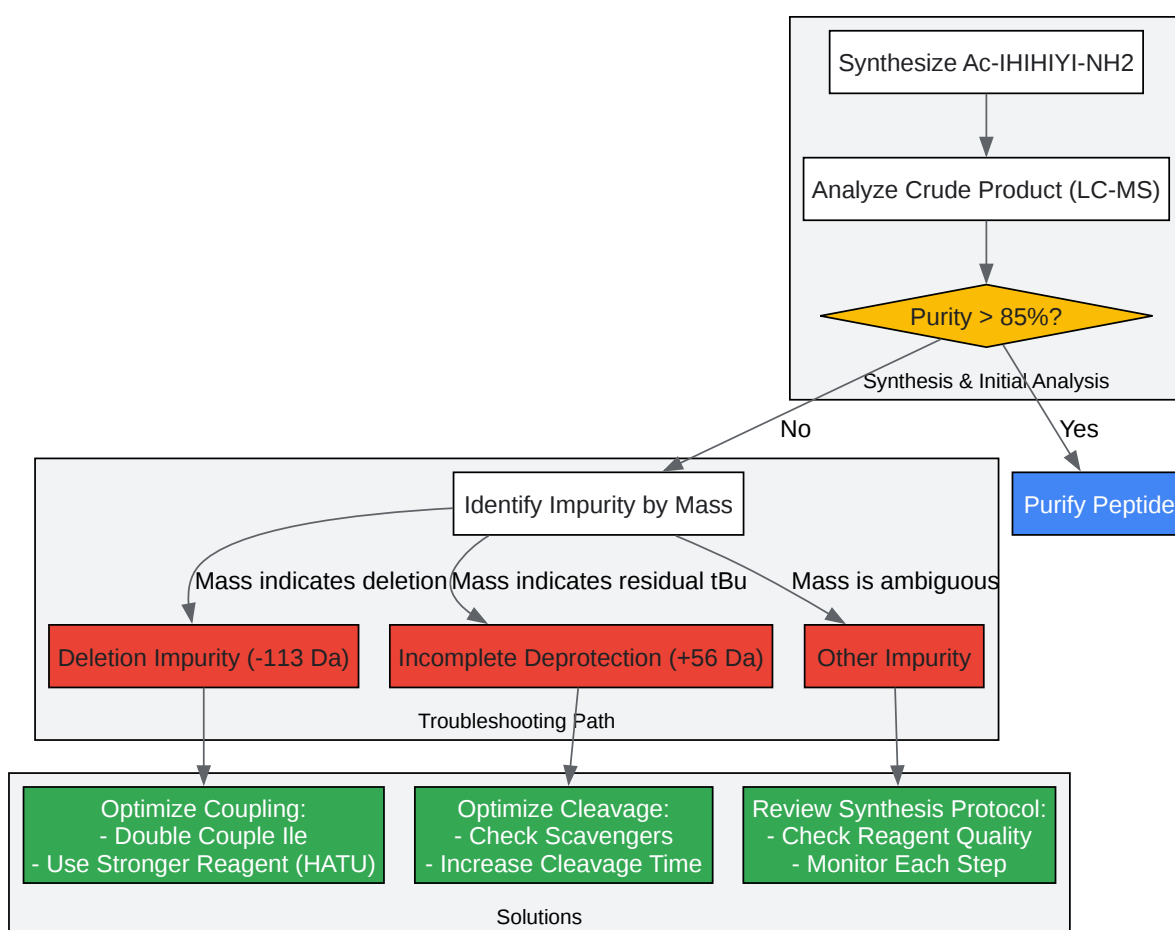 Synthesize Ac-IHIHIYI-NH2
Analyze Crude Product (LC-MS)
Purity > 85%?
Synthesis & Initial Analysis
No
Yes
Identify Impurity by Mass
Purify Peptide
Mass indicates deletion
Mass indicates residual tBu
Mass is ambiguous
Deletion Impurity (-113 Da)
Incomplete Deprotection (+56 Da)
Other Impurity
Troubleshooting Path
Optimize Coupling:
- Double Couple Ile
- Use Stronger Reagent (HATU)
Optimize Cleavage:
- Check Scavengers
- Increase Cleavage Time
Review Synthesis Protocol:
- Check Reagent Quality
- Monitor Each Step
Solutions